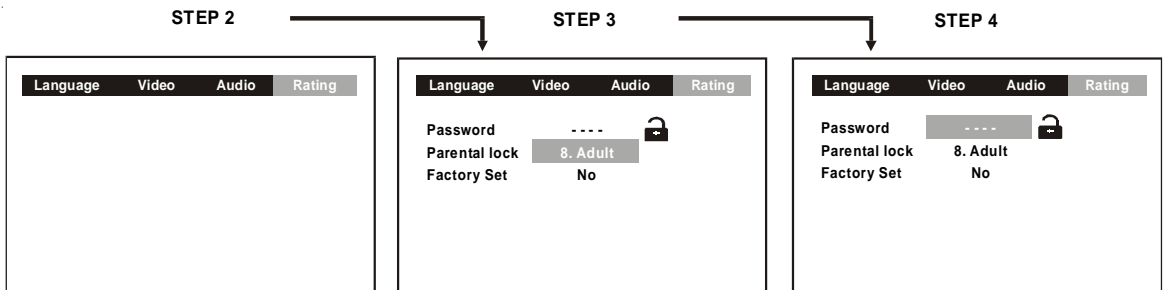 STEP 2
STEP 3
STEP 4
Language Video Audio Rating
Language Video Audio Rating
Password - - - -
Parental lock 8. Adult
Factory Set No
Language Video Audio Rating
Password - - - -
Parental lock 8. Adult
Factory Set No